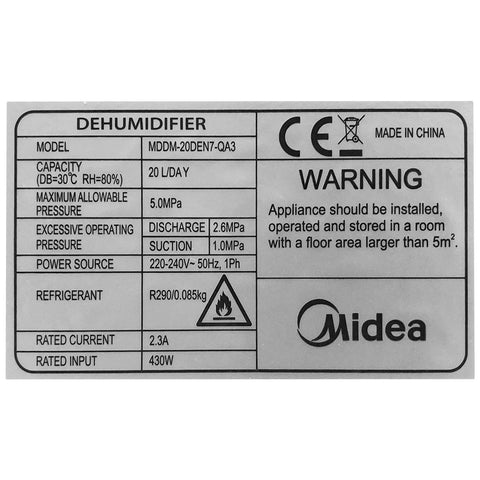 DEHUMIDIFIER
MODEL MDDM-20DEN7-QA3
CAPACITY
(DB=30℃ RH=80%) 20 L/DAY
MAXIMUM ALLOWABLE
PRESSURE 5.0MPa
EXCESSIVE OPERATING
PRESSURE
DISCHARGE 2.6MPa
SUCTION 1.0MPa
POWER SOURCE 220-240V~ 50Hz, 1Ph
REFRIGERANT R290/0.085kg
RATED CURRENT 2.3A
RATED INPUT 430W
CE MADE IN CHINA
WARNING
Appliance should be installed,
operated and stored in a room
with a floor area larger than 5m².
Midea